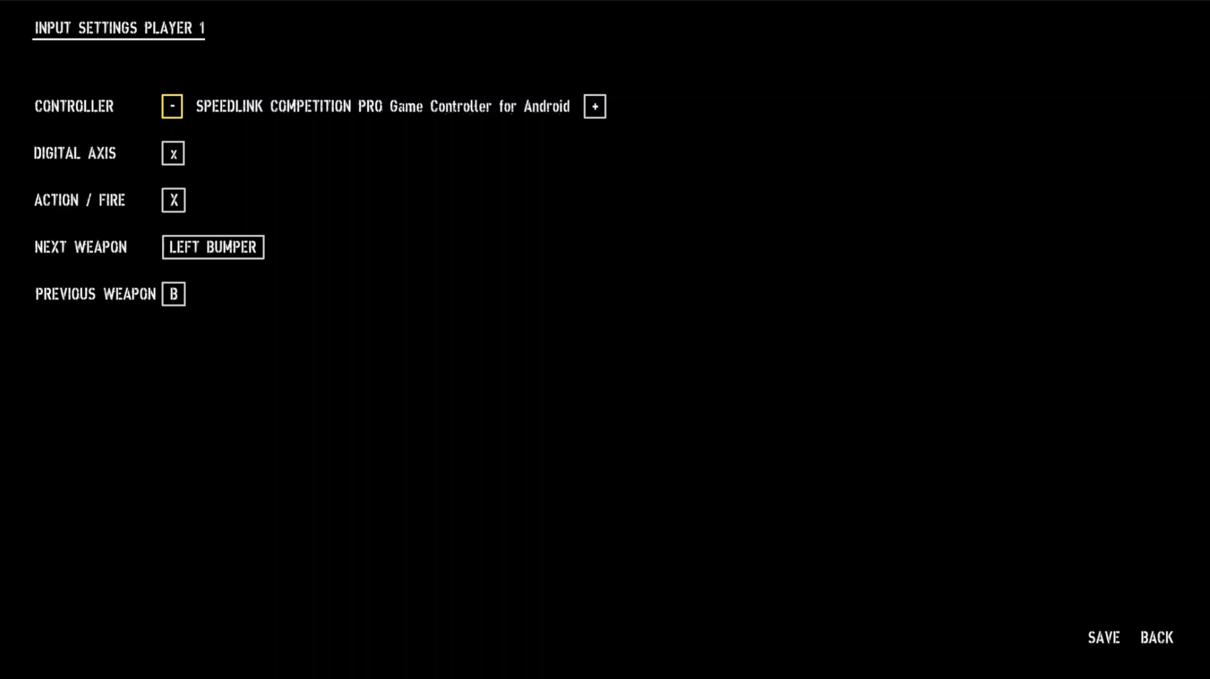 INPUT SETTINGS PLAYER 1
CONTROLLER - SPEEDLINK COMPETITION PRO Game Controller for Android +
DIGITAL AXIS x
ACTION / FIRE X
NEXT WEAPON LEFT BUMPER
PREVIOUS WEAPON B
SAVE BACK